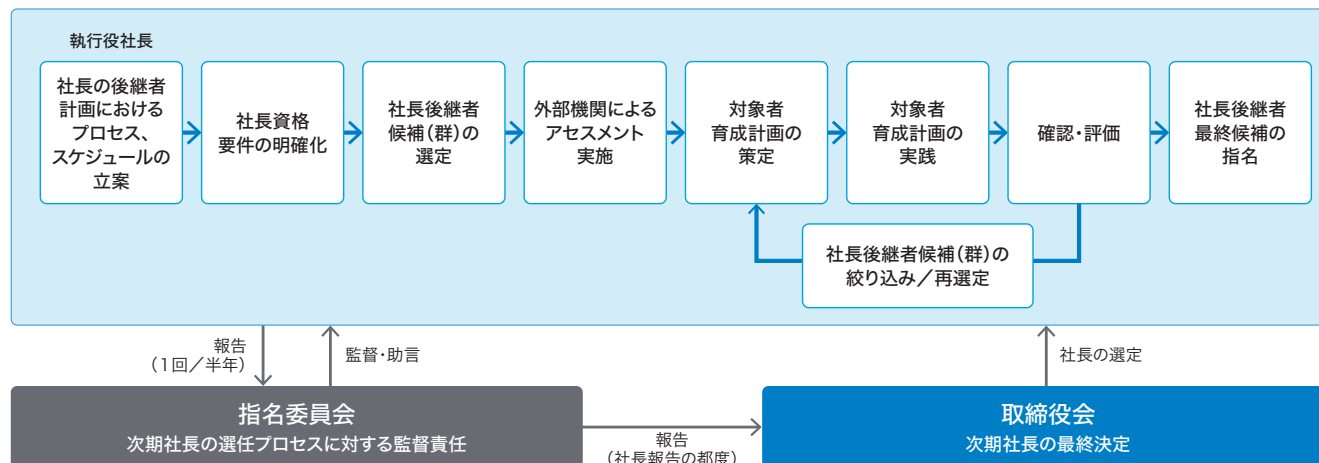 執行役社長
社長の後継者
計画における
プロセス、
スケジュールの
立案
社長資格
要件の明確化
社長後継者
候補（群）の
選定
外部機関による
アセスメント
実施
対象者
育成計画の
策定
対象者
育成計画の
実践
確認・評価
社長後継者
最終候補の
指名
社長後継者候補（群）の
絞り込み／再選定
報告
（1回／半年）
監督・助言
社長の選定
指名委員会
次期社長の選任プロセスに対する監督責任
報告
（社長報告の都度）
取締役会
次期社長の最終決定